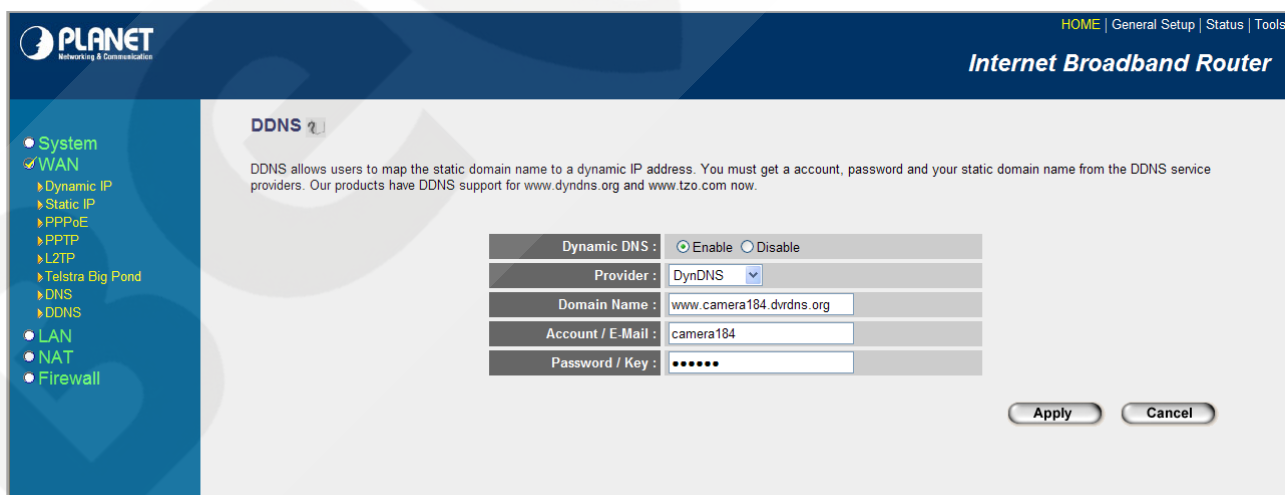 PLANET
Networking & Communication
HOME | General Setup | Status | Tools
Internet Broadband Router
System
WAN
Dynamic IP
Static IP
PPPoE
PPTP
L2TP
Telstra Big Pond
DNS
DDNS
LAN
NAT
Firewall
DDNS
DDNS allows users to map the static domain name to a dynamic IP address. You must get a account, password and your static domain name from the DDNS service
providers. Our products have DDNS support for www.dyndns.org and www.tzo.com now.
Dynamic DNS : Enable Disable
Provider : DynDNS
Domain Name : www.camera184.dvrdns.org
Account / E-Mail : camera184
Password / Key : ••••••
Apply Cancel